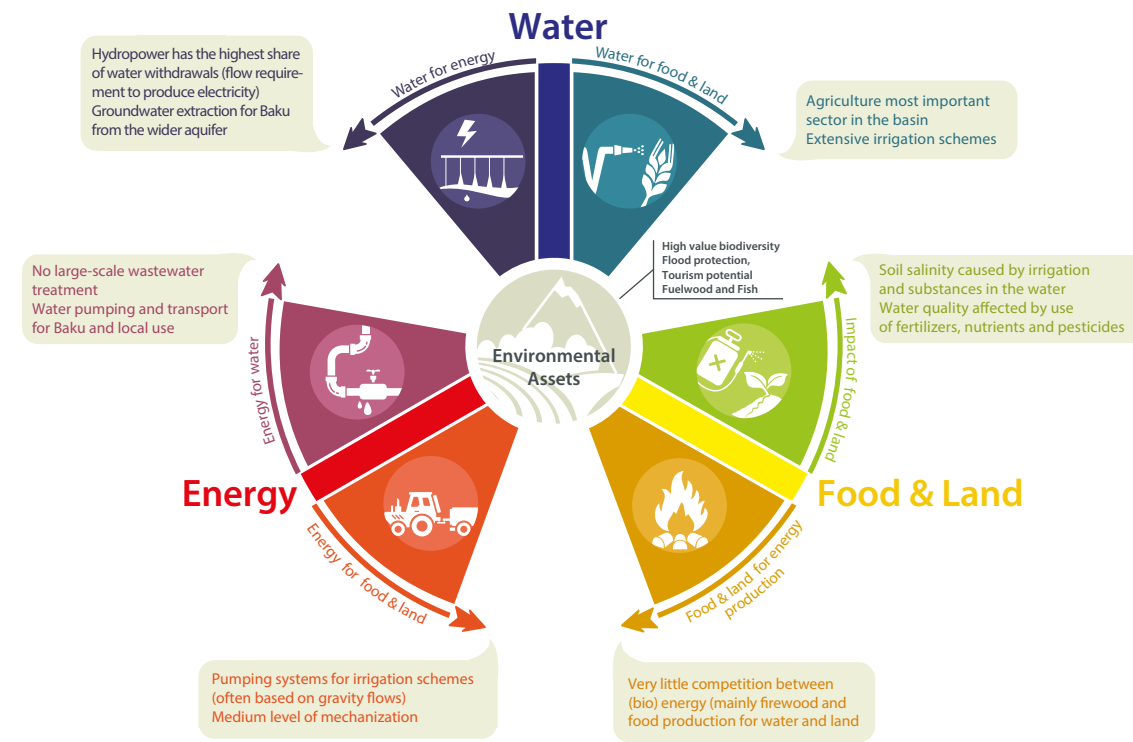 Water
Water for energy
Water for food & land
Hydropower has the highest share
of water withdrawals (flow require-
ment to produce electricity)
Groundwater extraction for Baku
from the wider aquifer
Agriculture most important
sector in the basin
Extensive irrigation schemes
High value biodiversity
Flood protection,
Tourism potential
Fuelwood and Fish
No large-scale wastewater
treatment
Water pumping and transport
for Baku and local use
Soil salinity caused by irrigation
and substances in the water
Water quality affected by use
of fertilizers, nutrients and pesticides
Energy for water
Environmental
Assets
Impact of food & land
Energy
Food & Land
Energy for food & land
Food & land for energy
production
Pumping systems for irrigation schemes
(often based on gravity flows)
Medium level of mechanization
Very little competition between
(bio) energy (mainly firewood and
food production for water and land